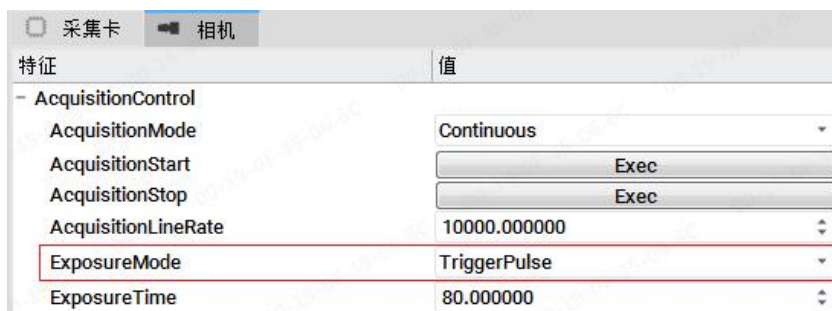 采集卡 相机
特征 值
- AcquisitionControl
AcquisitionMode Continuous
AcquisitionStart Exec
AcquisitionStop Exec
AcquisitionLineRate 10000.000000
ExposureMode TriggerPulse
ExposureTime 80.000000